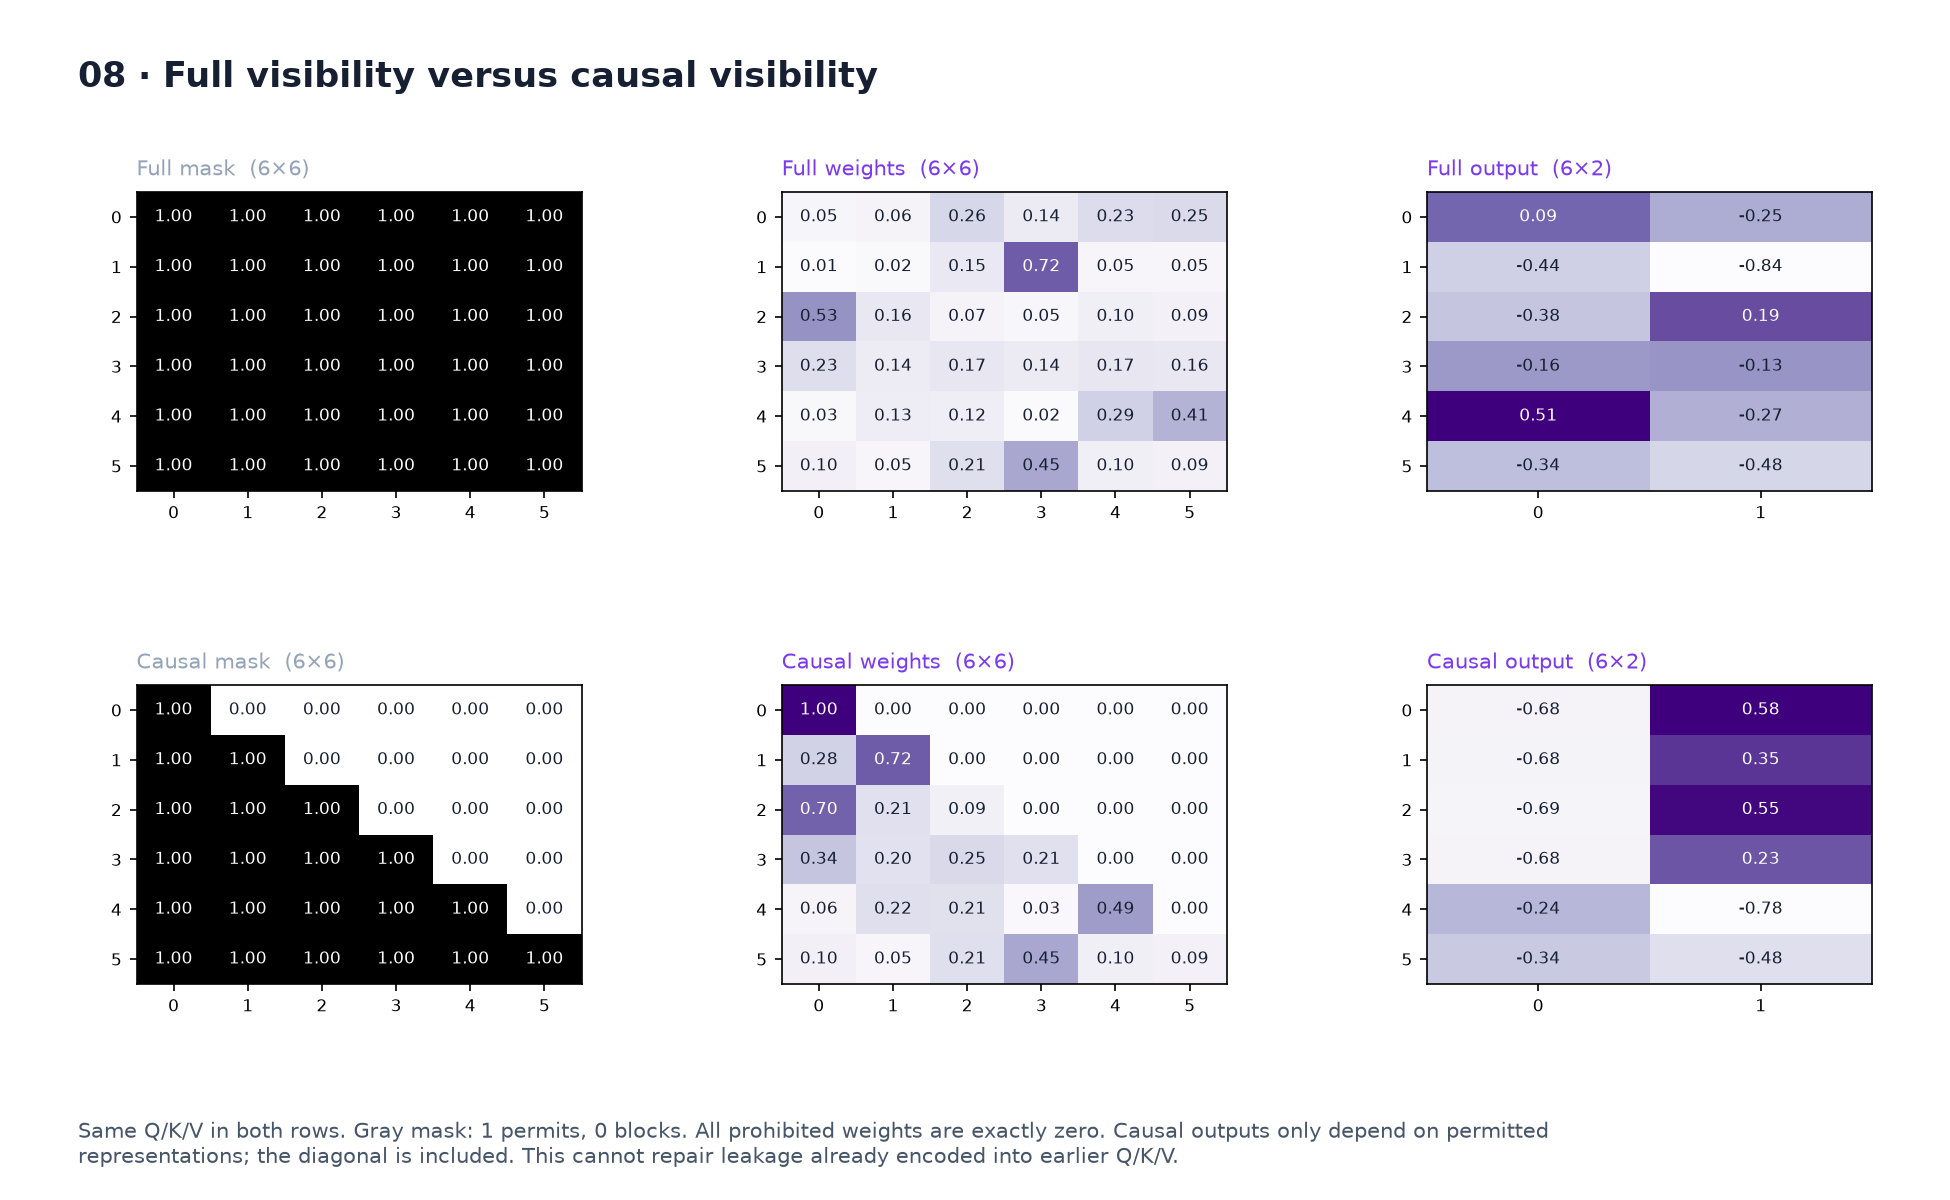 08 · Full visibility versus causal visibility
Full mask  (6×6)
0 1.00 1.00 1.00 1.00 1.00 1.00
1 1.00 1.00 1.00 1.00 1.00 1.00
2 1.00 1.00 1.00 1.00 1.00 1.00
3 1.00 1.00 1.00 1.00 1.00 1.00
4 1.00 1.00 1.00 1.00 1.00 1.00
5 1.00 1.00 1.00 1.00 1.00 1.00
0 1 2 3 4 5
Full weights  (6×6)
0 0.05 0.06 0.26 0.14 0.23 0.25
1 0.01 0.02 0.15 0.72 0.05 0.05
2 0.53 0.16 0.07 0.05 0.10 0.09
3 0.23 0.14 0.17 0.14 0.17 0.16
4 0.03 0.13 0.12 0.02 0.29 0.41
5 0.10 0.05 0.21 0.45 0.10 0.09
0 1 2 3 4 5
Full output  (6×2)
0 0.09 -0.25
1 -0.44 -0.84
2 -0.38 0.19
3 -0.16 -0.13
4 0.51 -0.27
5 -0.34 -0.48
0 1
Causal mask  (6×6)
0 1.00 0.00 0.00 0.00 0.00 0.00
1 1.00 1.00 0.00 0.00 0.00 0.00
2 1.00 1.00 1.00 0.00 0.00 0.00
3 1.00 1.00 1.00 1.00 0.00 0.00
4 1.00 1.00 1.00 1.00 1.00 0.00
5 1.00 1.00 1.00 1.00 1.00 1.00
0 1 2 3 4 5
Causal weights  (6×6)
0 1.00 0.00 0.00 0.00 0.00 0.00
1 0.28 0.72 0.00 0.00 0.00 0.00
2 0.70 0.21 0.09 0.00 0.00 0.00
3 0.34 0.20 0.25 0.21 0.00 0.00
4 0.06 0.22 0.21 0.03 0.49 0.00
5 0.10 0.05 0.21 0.45 0.10 0.09
0 1 2 3 4 5
Causal output  (6×2)
0 -0.68 0.58
1 -0.68 0.35
2 -0.69 0.55
3 -0.68 0.23
4 -0.24 -0.78
5 -0.34 -0.48
0 1
Same Q/K/V in both rows. Gray mask: 1 permits, 0 blocks. All prohibited weights are exactly zero. Causal outputs only depend on permitted
representations; the diagonal is included. This cannot repair leakage already encoded into earlier Q/K/V.